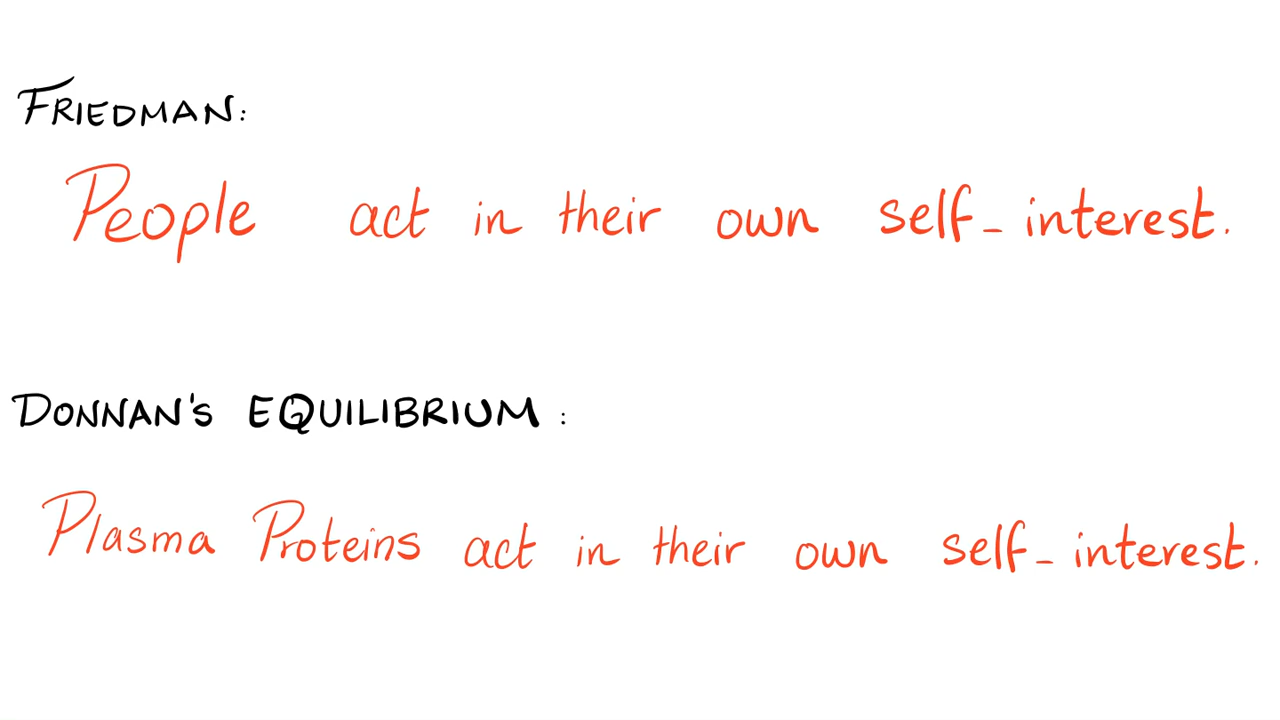 FRIEDMAN:
People act in their own self-interest.
DONNAN'S EQUILIBRIUM:
Plasma Proteins act in their own self-interest.